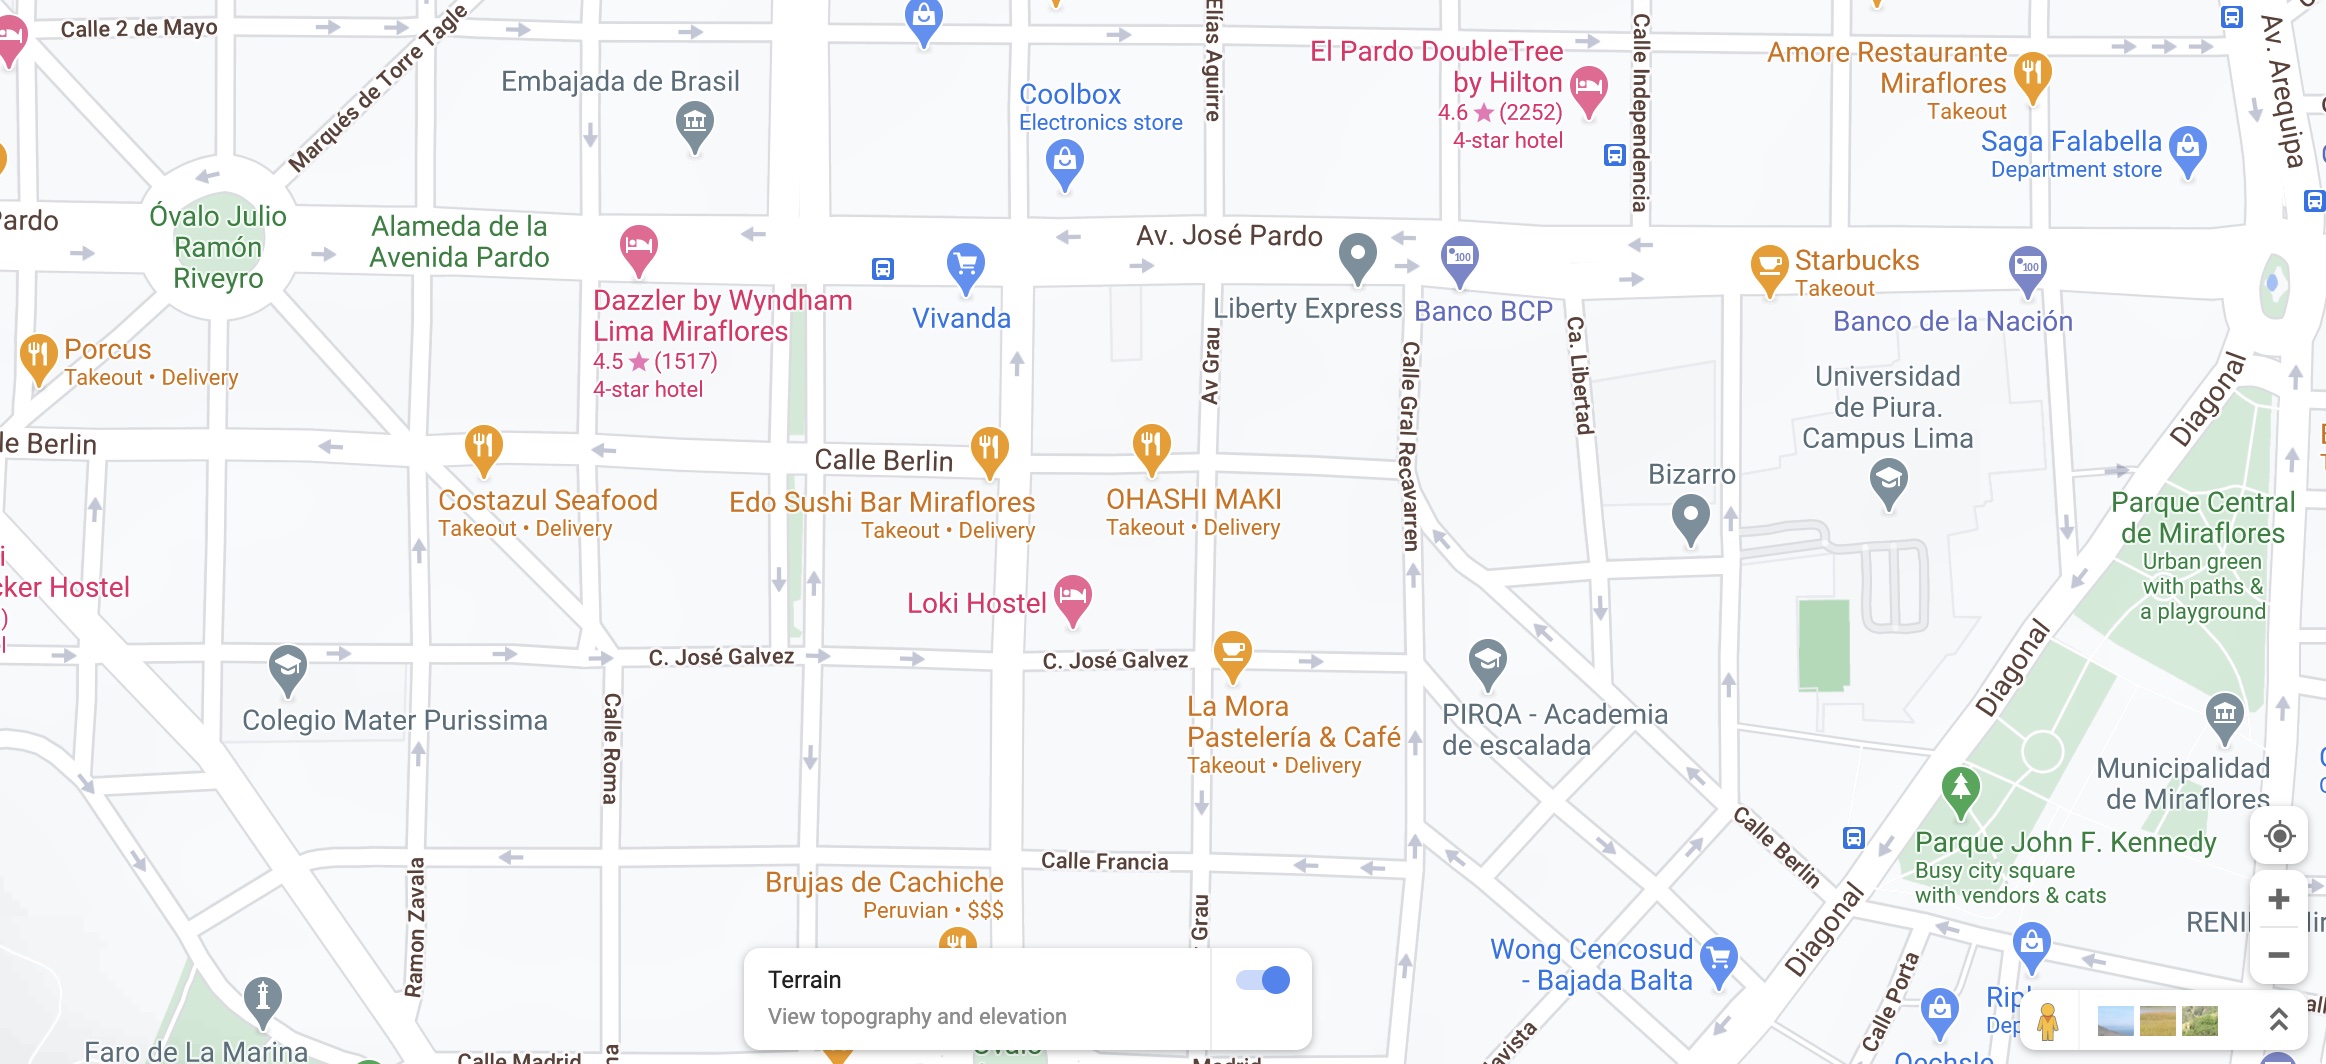 Calle 2 de Mayo
Marqués de Torre Tagle
Embajada de Brasil
Coolbox
Electronics store
Elías Aguirre
El Pardo DoubleTree
by Hilton
4.6 ★ (2252)
4-star hotel
Calle Independencia
Amore Restaurante
Miraflores
Takeout
Saga Falabella
Department store
Av. Arequipa
Pardo
Óvalo Julio
Ramón
Riveyro
Alameda de la
Avenida Pardo
Av. José Pardo
Dazzler by Wyndham
Lima Miraflores
4.5 ★ (1517)
4-star hotel
Vivanda
Liberty Express
Banco BCP
100
Starbucks
Takeout
Banco de la Nación
100
Porcus
Takeout • Delivery
Av Grau
Calle Gral Recavarren
Ca. Libertad
Universidad
de Piura.
Campus Lima
Diagonal
le Berlin
Calle Berlin
Costazul Seafood
Takeout • Delivery
Edo Sushi Bar Miraflores
Takeout • Delivery
OHASHI MAKI
Takeout • Delivery
Bizarro
Parque Central
de Miraflores
Urban green
with paths &
a playground
cker Hostel
Loki Hostel
Diagonal
C. José Galvez
C. José Galvez
Colegio Mater Purissima
Calle Roma
La Mora
Pastelería & Café
Takeout • Delivery
PIRQA - Academia
de escalada
Municipalidad
de Miraflores
Calle Berlin
Parque John F. Kennedy
Busy city square
with vendors & cats
Calle Francia
Ramon Zavala
Brujas de Cachiche
Peruvian • $$$
Grau
Diagonal
Wong Cencosud
- Bajada Balta
RENI
Calle Porta
Ripl
Dep
Oechsle
Terrain
View topography and elevation
Faro de La Marina
Calle Madrid
Madrid
avista
Óvalo